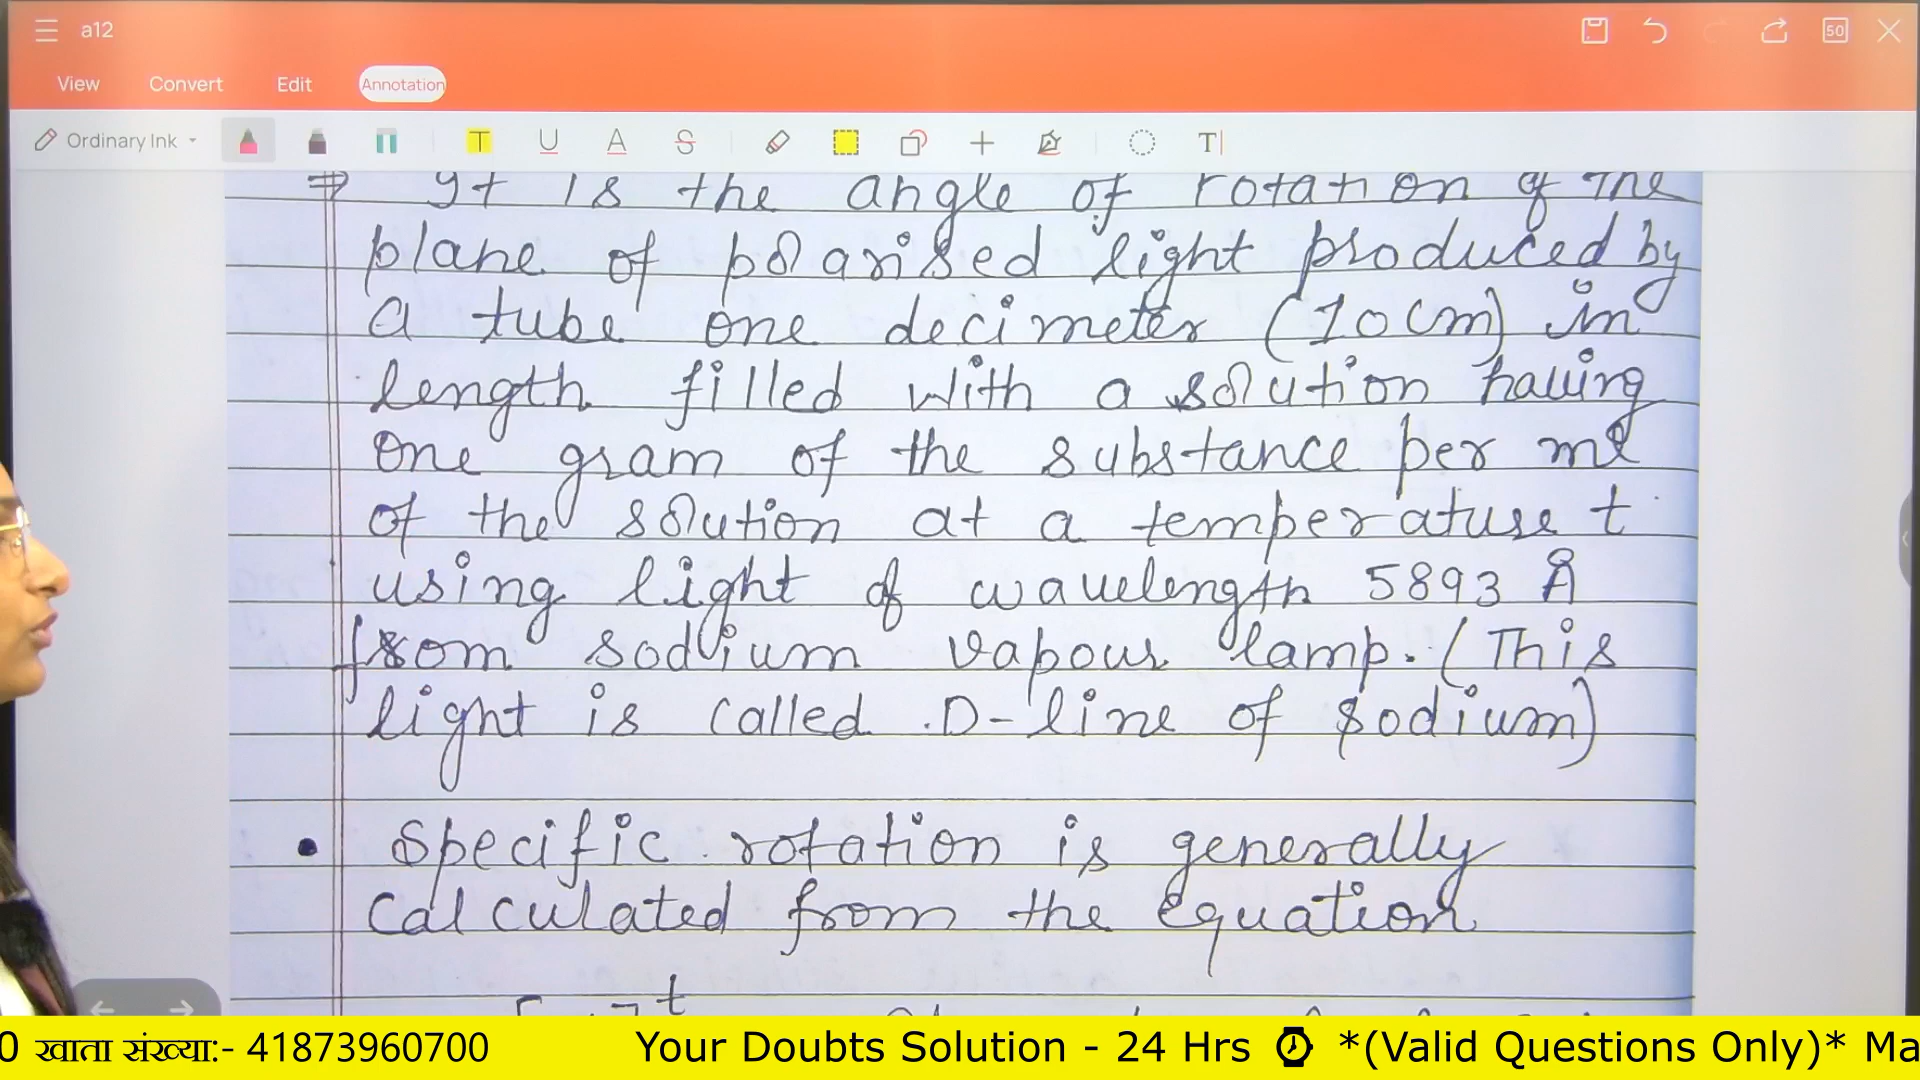 a12
50
View Convert Edit Annotation
Ordinary Ink T U A S T
⇒ It is the angle of rotation of the
plane of polarised light produced by
a tube one decimeter (10cm) in
length filled with a solution having
one gram of the substance per ml
of the solution at a temperature t
using light of wavelength 5893 Å
from sodium vapour lamp. (This
light is called D-line of sodium)
• Specific rotation is generally
calculated from the equation
t
0 खाता संख्या:- 41873960700 Your Doubts Solution - 24 Hrs *(Valid Questions Only)* Ma